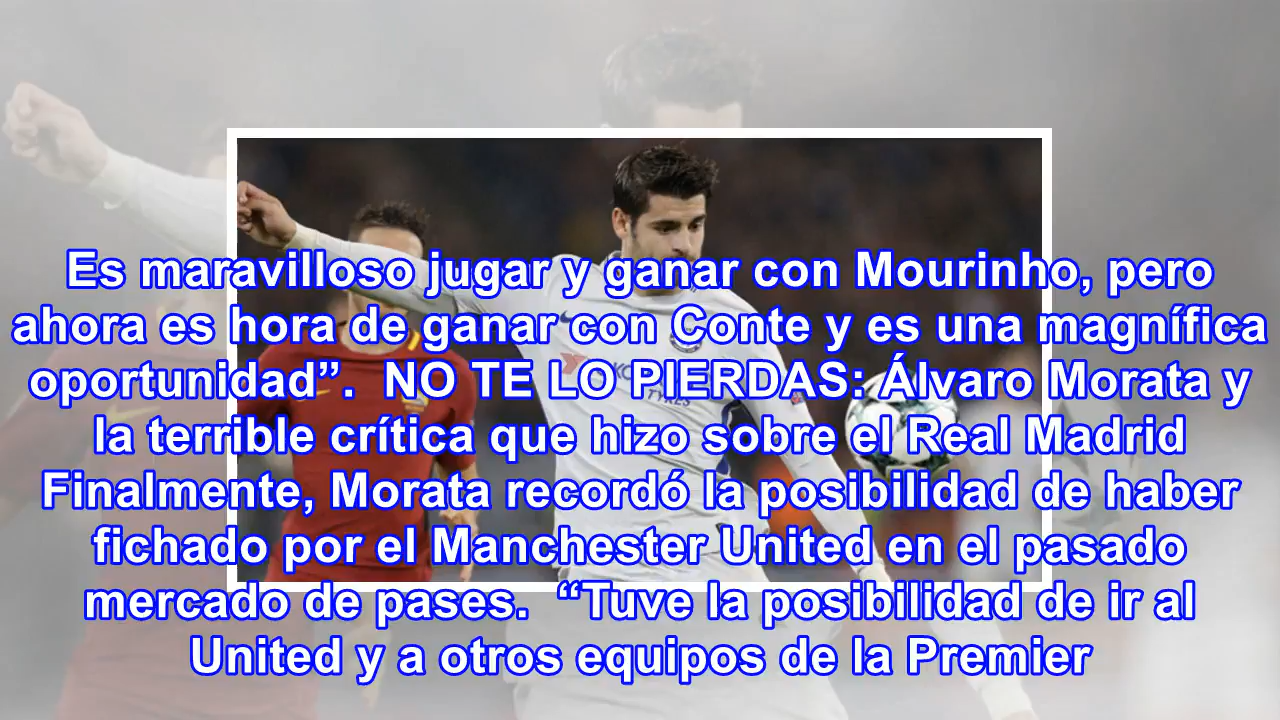 Es maravilloso jugar y ganar con Mourinho, pero
ahora es hora de ganar con Conte y es una magnífica
oportunidad”.  NO TE LO PIERDAS: Álvaro Morata y
la terrible crítica que hizo sobre el Real Madrid
Finalmente, Morata recordó la posibilidad de haber
fichado por el Manchester United en el pasado
mercado de pases.  “Tuve la posibilidad de ir al
United y a otros equipos de la Premier